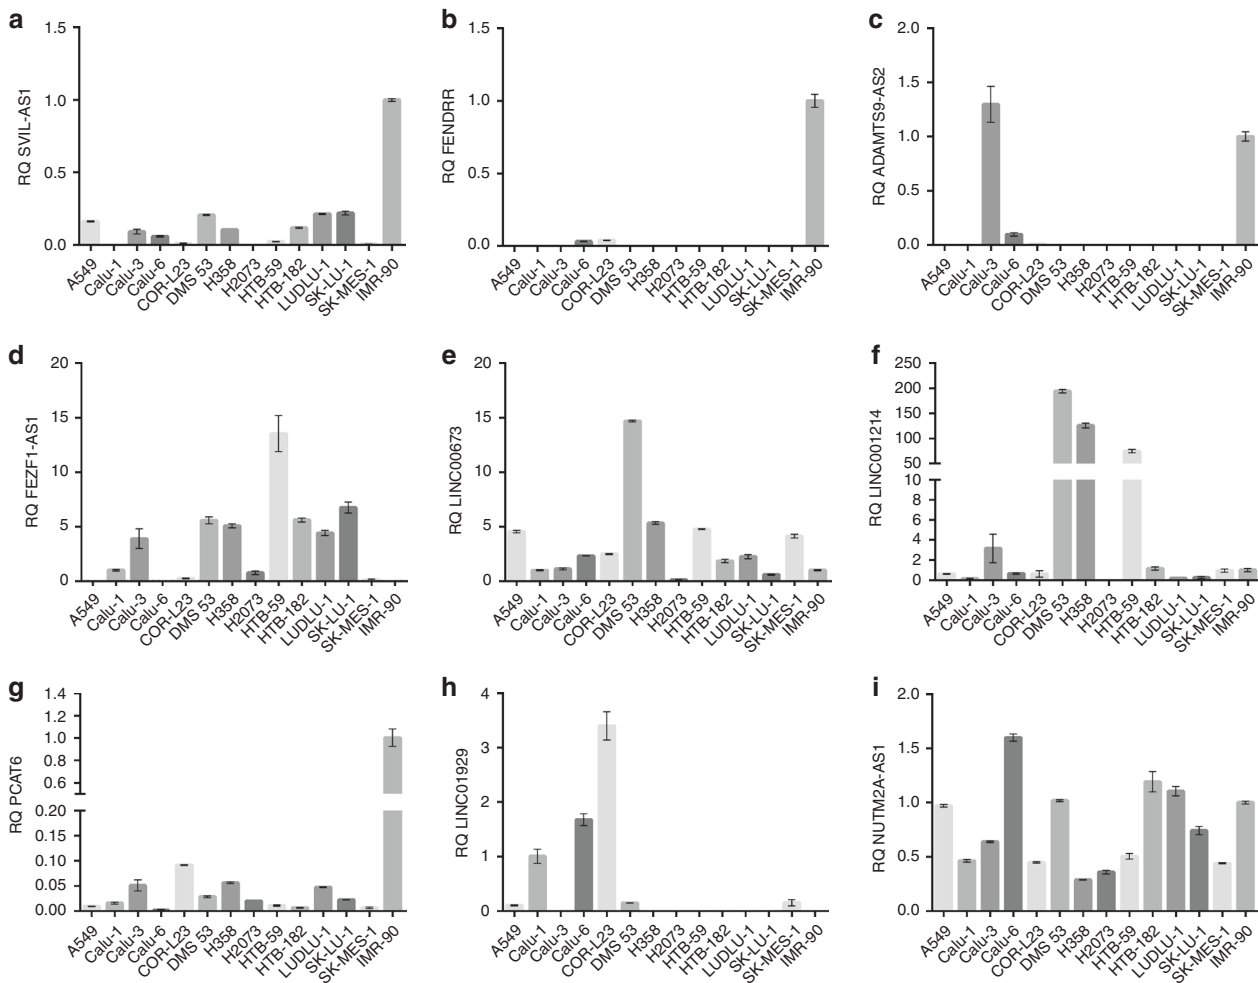 a
RQ SVIL-AS1
1.5
1.0
0.5
0.0
A549
Calu-1
Calu-3
Calu-6
COR-L23
DMS 53
H358
H2073
HTB-59
HTB-182
LUDLU-1
SK-LU-1
SK-MES-1
IMR-90
b
RQ FENDRR
1.5
1.0
0.5
0.0
A549
Calu-1
Calu-3
Calu-6
COR-L23
DMS 53
H358
H2073
HTB-59
HTB-182
LUDLU-1
SK-LU-1
SK-MES-1
IMR-90
c
RQ ADAMTS9-AS2
2.0
1.5
1.0
0.5
0.0
A549
Calu-1
Calu-3
Calu-6
COR-L23
DMS 53
H358
H2073
HTB-59
HTB-182
LUDLU-1
SK-LU-1
SK-MES-1
IMR-90
d
RQ FEZF1-AS1
20
15
10
5
0
A549
Calu-1
Calu-3
Calu-6
COR-L23
DMS 53
H358
H2073
HTB-59
HTB-182
LUDLU-1
SK-LU-1
SK-MES-1
IMR-90
e
RQ LINC00673
20
15
10
5
0
A549
Calu-1
Calu-3
Calu-6
COR-L23
DMS 53
H358
H2073
HTB-59
HTB-182
LUDLU-1
SK-LU-1
SK-MES-1
IMR-90
f
RQ LINC001214
250
200
150
100
50
10
8
6
4
2
0
A549
Calu-1
Calu-3
Calu-6
COR-L23
DMS 53
H358
H2073
HTB-59
HTB-182
LUDLU-1
SK-LU-1
SK-MES-1
IMR-90
g
RQ PCAT6
1.4
1.2
1.0
0.8
0.6
0.20
0.15
0.10
0.05
0.00
A549
Calu-1
Calu-3
Calu-6
COR-L23
DMS 53
H358
H2073
HTB-59
HTB-182
LUDLU-1
SK-LU-1
SK-MES-1
IMR-90
h
RQ LINC01929
4
3
2
1
0
A549
Calu-1
Calu-3
Calu-6
COR-L23
DMS 53
H358
H2073
HTB-59
HTB-182
LUDLU-1
SK-LU-1
SK-MES-1
IMR-90
i
RQ NUTM2A-AS1
2.0
1.5
1.0
0.5
0.0
A549
Calu-1
Calu-3
Calu-6
COR-L23
DMS 53
H358
H2073
HTB-59
HTB-182
LUDLU-1
SK-LU-1
SK-MES-1
IMR-90